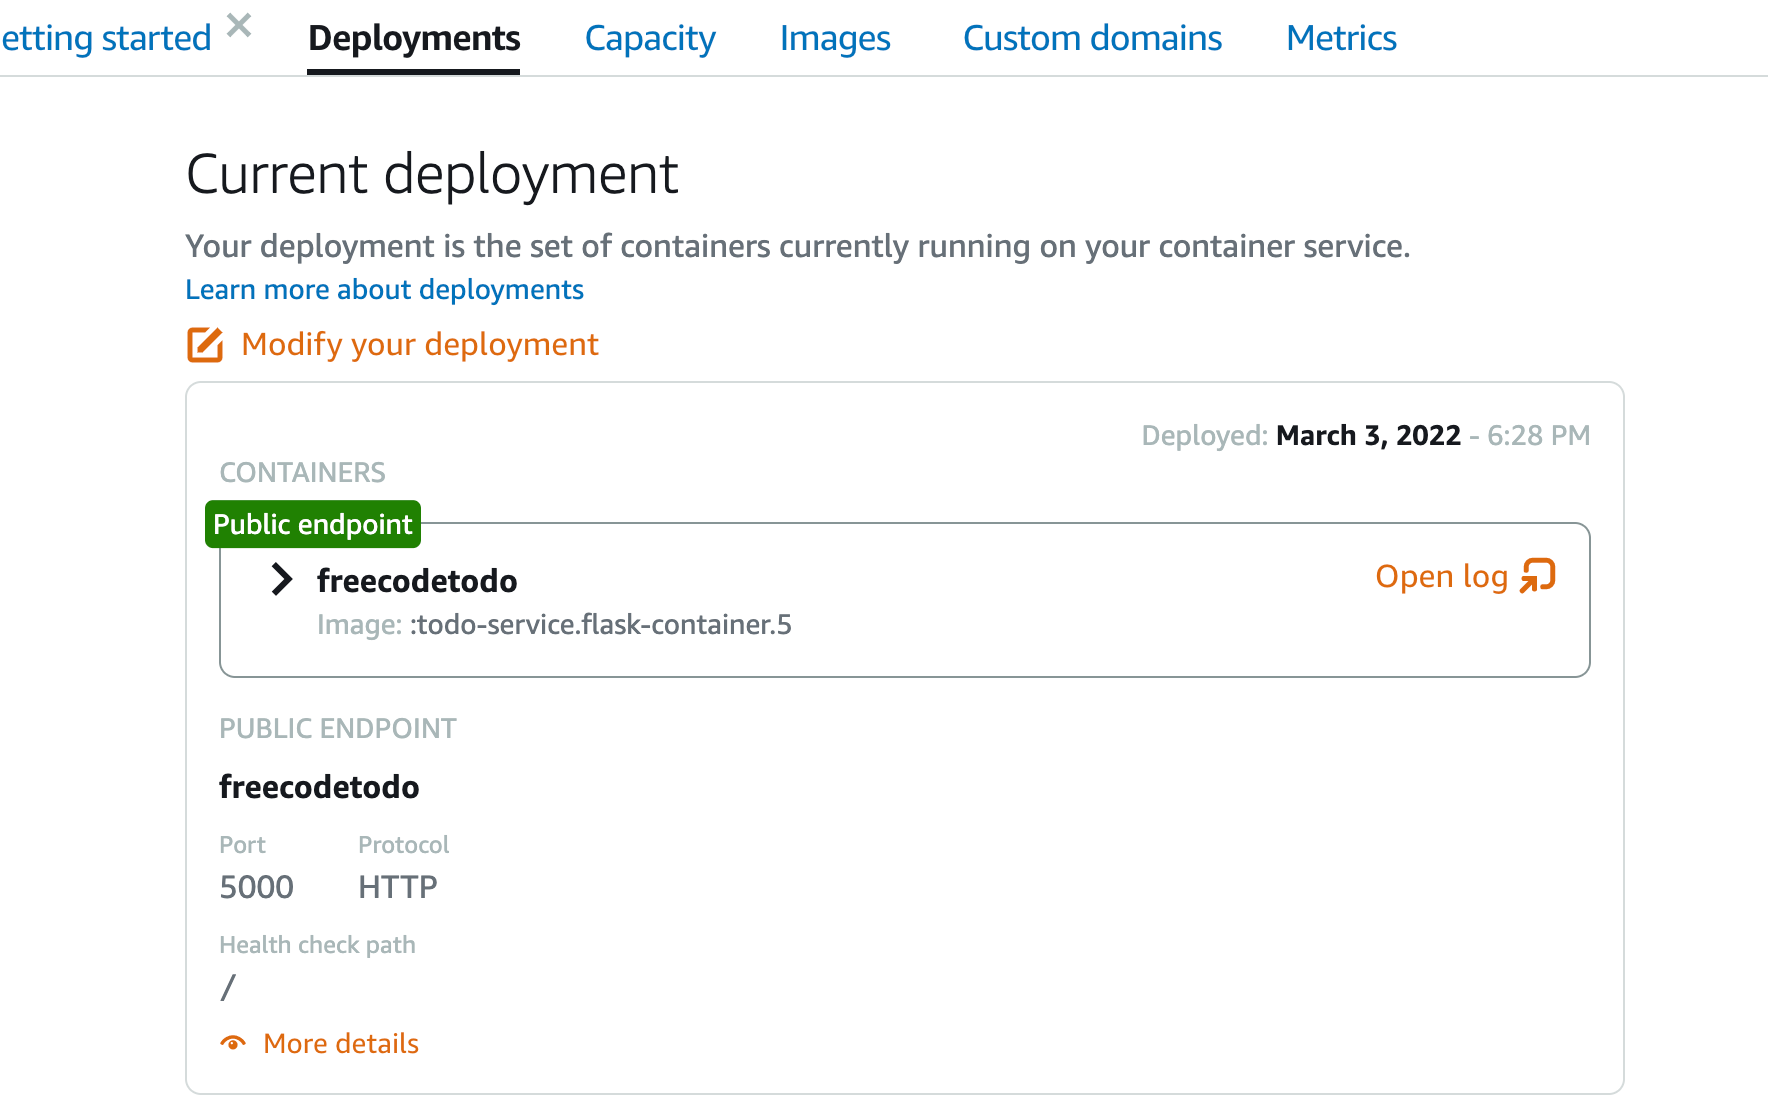 etting started
Deployments
Capacity
Images
Custom domains
Metrics
Current deployment
Your deployment is the set of containers currently running on your container service.
Learn more about deployments
Modify your deployment
Deployed: March 3, 2022 - 6:28 PM
CONTAINERS
Public endpoint
freecodetodo
Open log
Image: :todo-service.flask-container.5
PUBLIC ENDPOINT
freecodetodo
Port Protocol
5000 HTTP
Health check path
/
More details